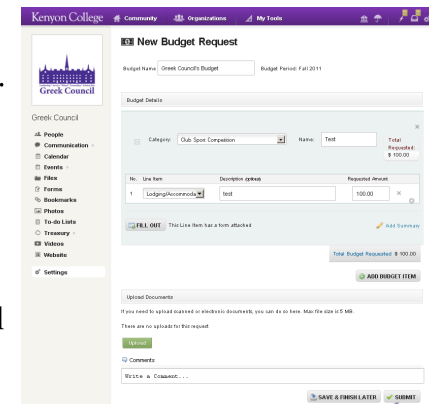 Kenyon College Community Organizations My Tools
New Budget Request
Budget Name Greek Council's Budget Budget Period: Fall 2011
Greek Council
Greek Council
People
Communication
Calendar
Events
Files
Forms
Bookmarks
Photos
To-do Lists
Treasury
Videos
Website
Settings
Budget Details
Category: Club Sport Competition Name: Test Total
Requested:
$ 100.00
No. Line Item Description (optional) Requested Amount
1 Lodging/Accommoda test 100.00
FILL OUT This Line Item has a form attached Add Summary
Total Budget Requested $ 100.00
ADD BUDGET ITEM
Upload Documents
If you need to upload scanned or electronic documents, you can do so here. Max file size is 5 MB.
There are no uploads for this request
Upload
Comments:
Write a Comment...
SAVE & FINISH LATER SUBMIT